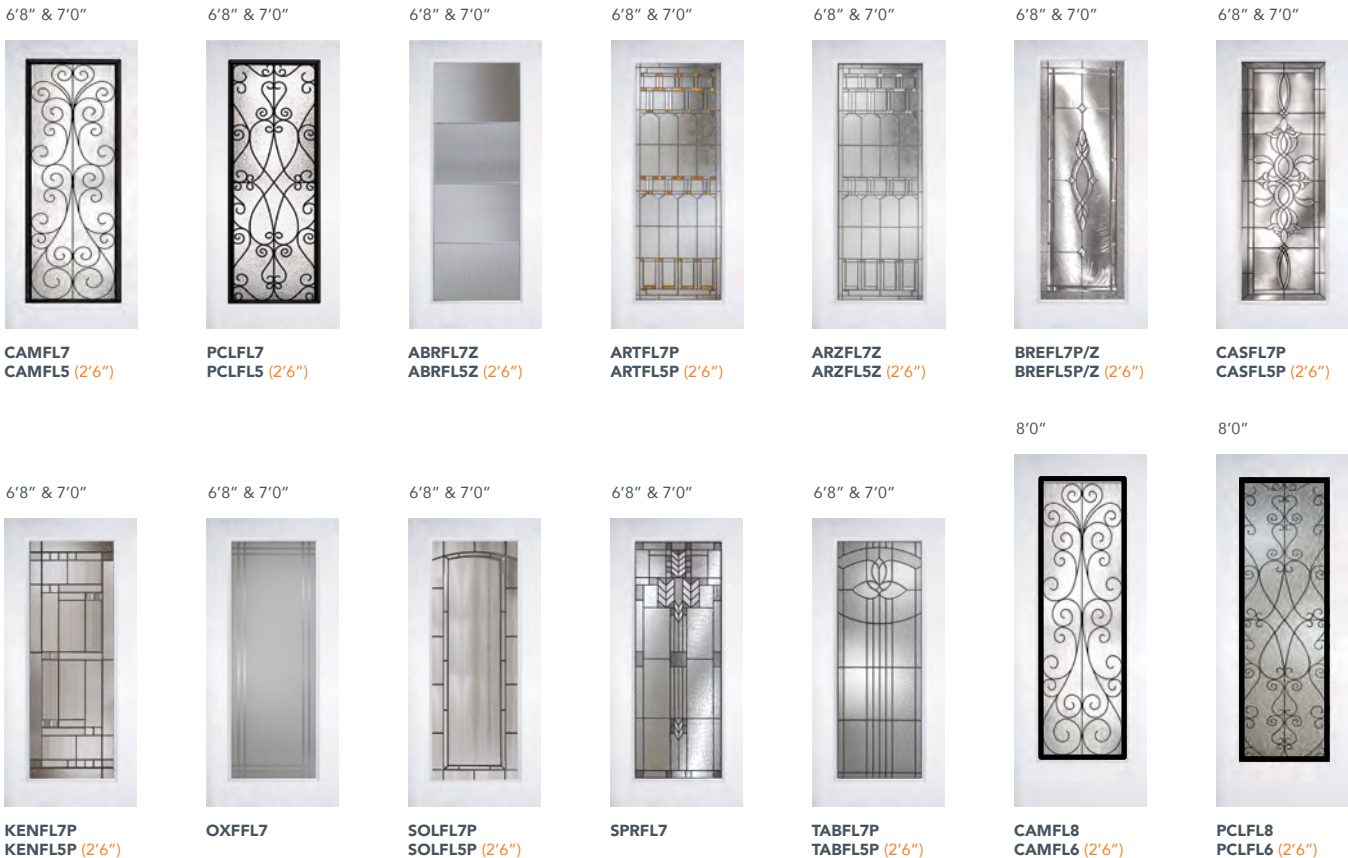 6'8" & 7'0"
6'8" & 7'0"
6'8" & 7'0"
6'8" & 7'0"
6'8" & 7'0"
6'8" & 7'0"
6'8" & 7'0"
CAMFL7
CAMFL5 (2'6")
PCLFL7
PCLFL5 (2'6")
ABRFL7Z
ABRFL5Z (2'6")
ARTFL7P
ARTFL5P (2'6")
ARZFL7Z
ARZFL5Z (2'6")
BREFL7P/Z
BREFL5P/Z (2'6")
CASFL7P
CASFL5P (2'6")
6'8" & 7'0"
6'8" & 7'0"
6'8" & 7'0"
6'8" & 7'0"
6'8" & 7'0"
8'0"
8'0"
KENFL7P
KENFL5P (2'6")
OXFFL7
SOLFL7P
SOLFL5P (2'6")
SPRFL7
TABFL7P
TABFL5P (2'6")
CAMFL8
CAMFL6 (2'6")
PCLFL8
PCLFL6 (2'6")